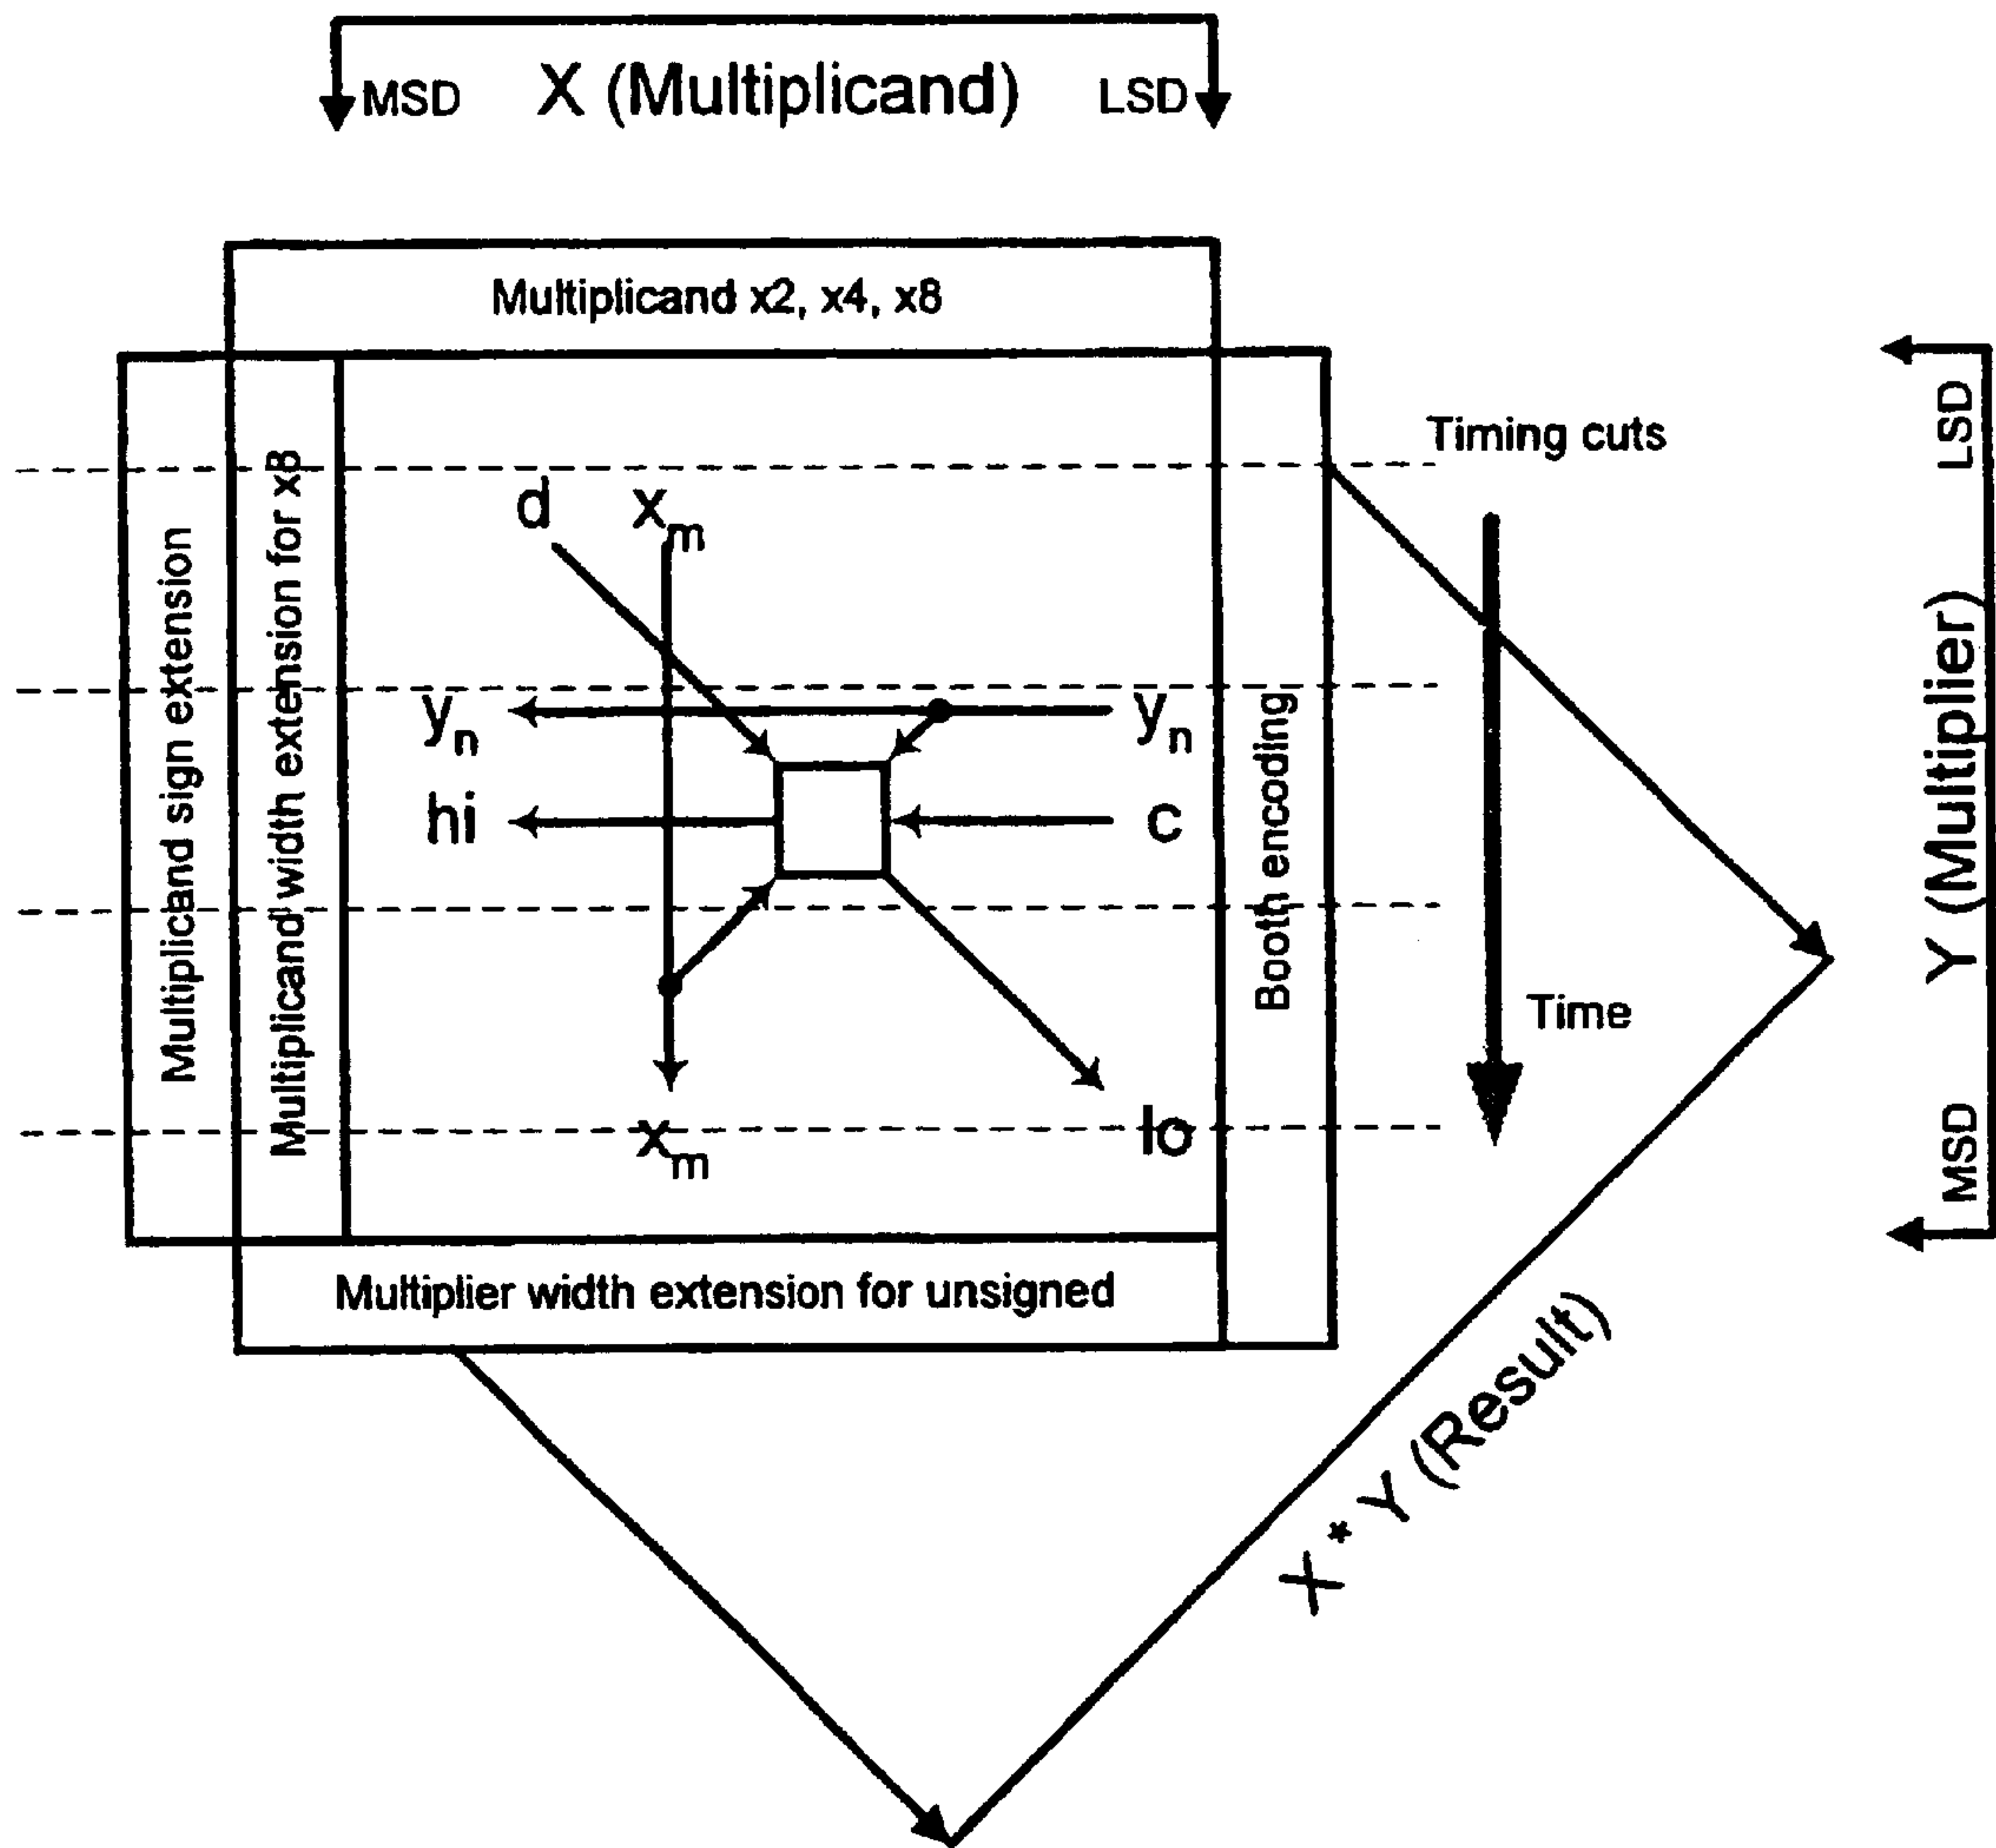 MSD X (Multiplicand) LSD
Multiplicand x2, x4, x8
Timing cuts
d xm
yn yn
hi c
xm lo
Multiplicand sign extension
Multiplicand width extension for x8
Booth encoding
Time
LSD
Y (Multiplier)
MSD
Multiplier width extension for unsigned
X * Y (Result)